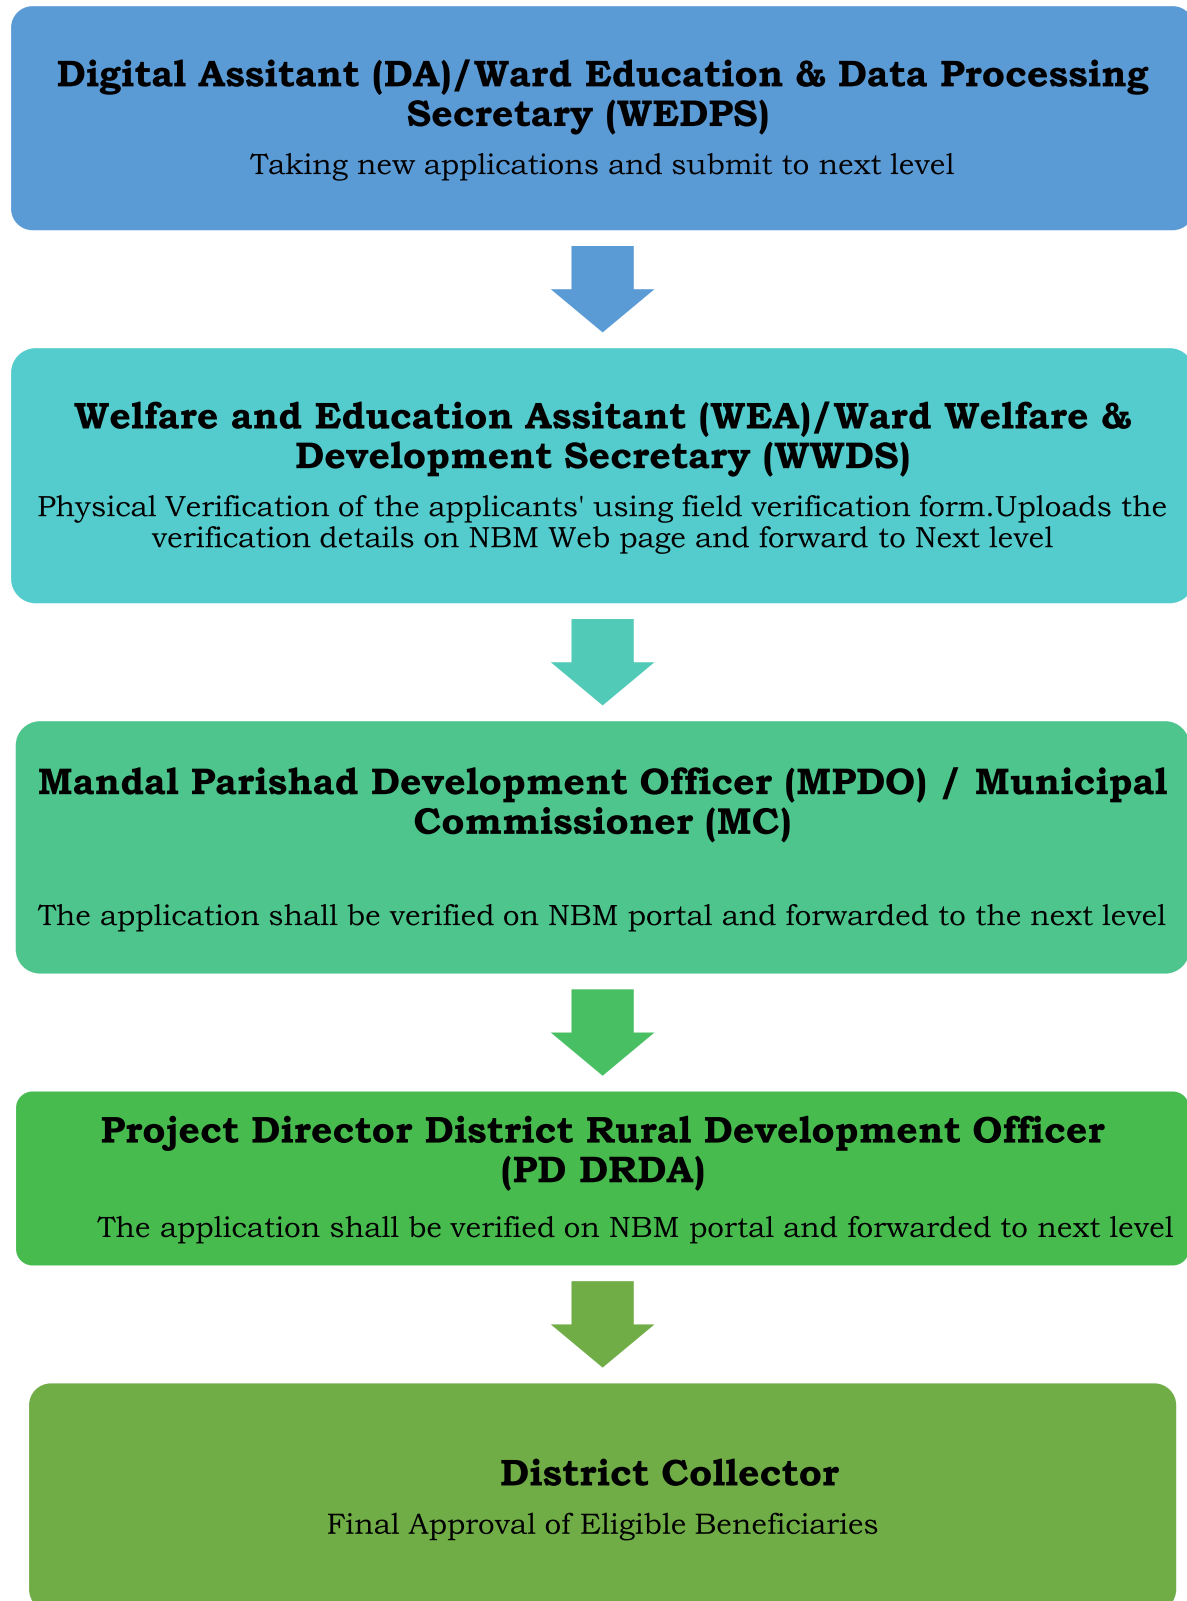 Digital Assitant (DA)/Ward Education & Data Processing
Secretary (WEDPS)
Taking new applications and submit to next level
Welfare and Education Assitant (WEA)/Ward Welfare &
Development Secretary (WWDS)
Physical Verification of the applicants' using field verification form.Uploads the
verification details on NBM Web page and forward to Next level
Mandal Parishad Development Officer (MPDO) / Municipal
Commissioner (MC)
The application shall be verified on NBM portal and forwarded to the next level
Project Director District Rural Development Officer
(PD DRDA)
The application shall be verified on NBM portal and forwarded to next level
District Collector
Final Approval of Eligible Beneficiaries